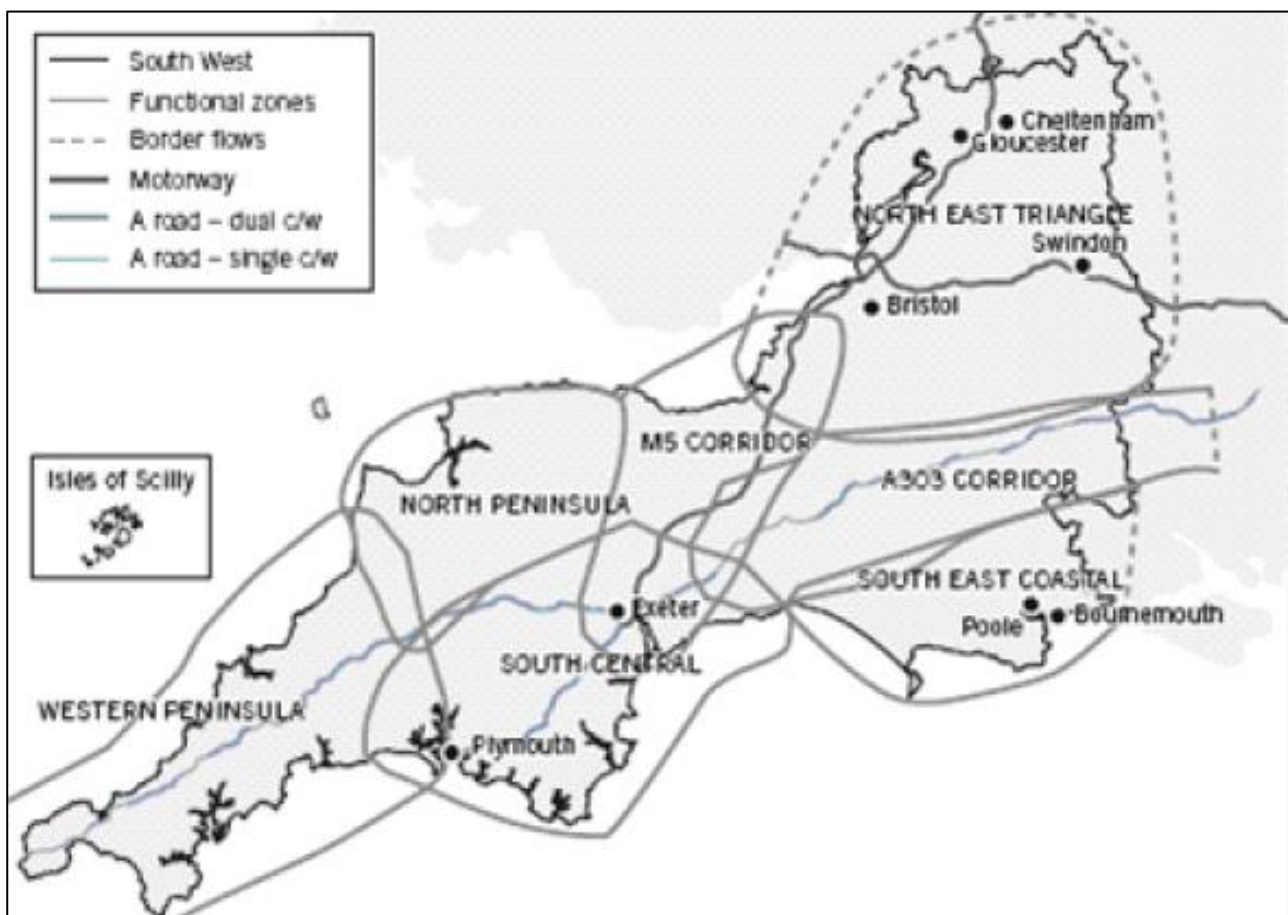 South West
Functional zones
Border flows
Motorway
A road – dual c/w
A road – single c/w
Cheltenham
Gloucester
NORTH EAST TRIANGLE
Swindon
Bristol
M5 CORRIDOR
Isles of Scilly
A303 CORRIDOR
NORTH PENINSULA
SOUTH EAST COASTAL
Exeter
Poole
Bournemouth
SOUTH CENTRAL
WESTERN PENINSULA
Plymouth